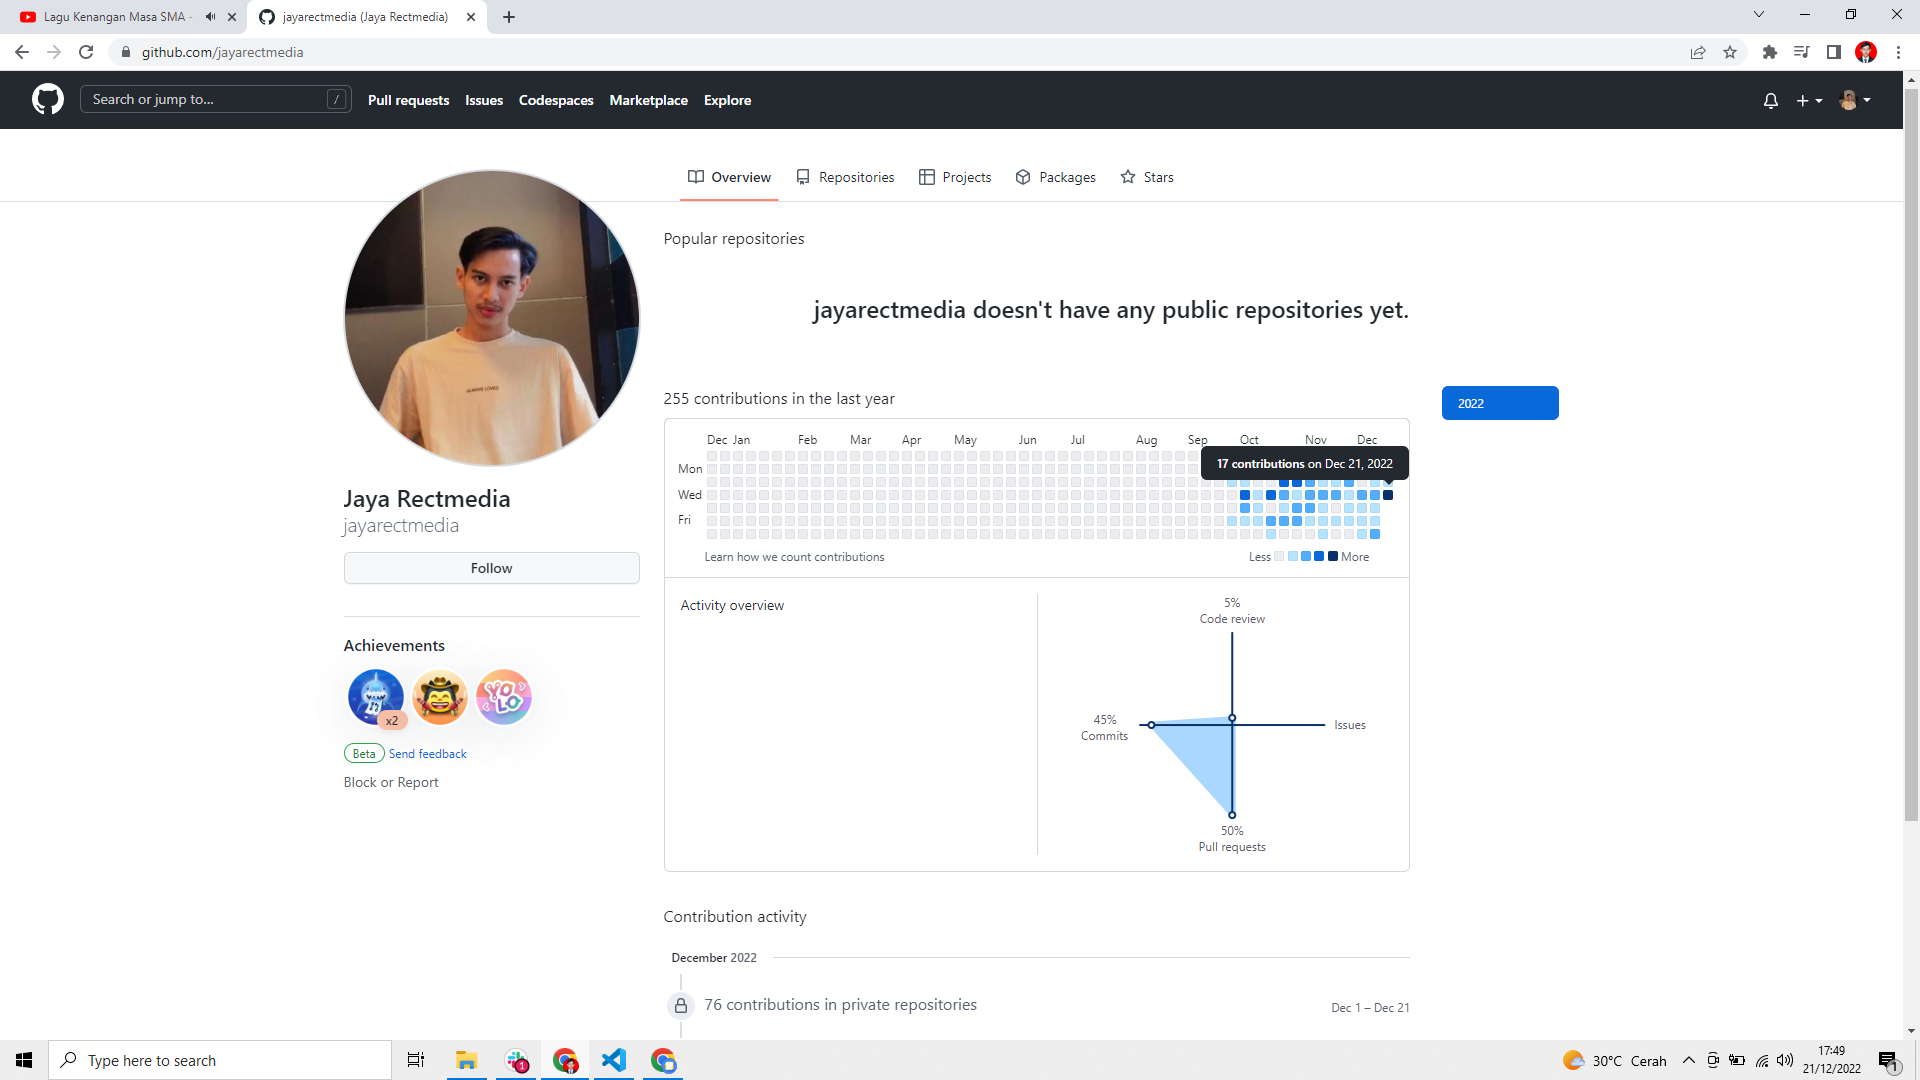 Lagu Kenangan Masa SMA -
jayarectmedia (Jaya Rectmedia)
github.com/jayarectmedia
Search or jump to...
/
Pull requests
Issues
Codespaces
Marketplace
Explore
Overview
Repositories
Projects
Packages
Stars
ALWAYS LOVED
Jaya Rectmedia
jayarectmedia
Follow
Achievements
x2
YOLO
Beta Send feedback
Block or Report
Popular repositories
jayarectmedia doesn't have any public repositories yet.
255 contributions in the last year
2022
Dec Jan Feb Mar Apr May Jun Jul Aug Sep Oct Nov Dec
17 contributions on Dec 21, 2022
Mon
Wed
Fri
Learn how we count contributions
Less More
Activity overview
5%
Code review
45%
Commits
Issues
50%
Pull requests
Contribution activity
December 2022
76 contributions in private repositories
Dec 1 – Dec 21
Type here to search
1
30°C Cerah
17:49
21/12/2022
1